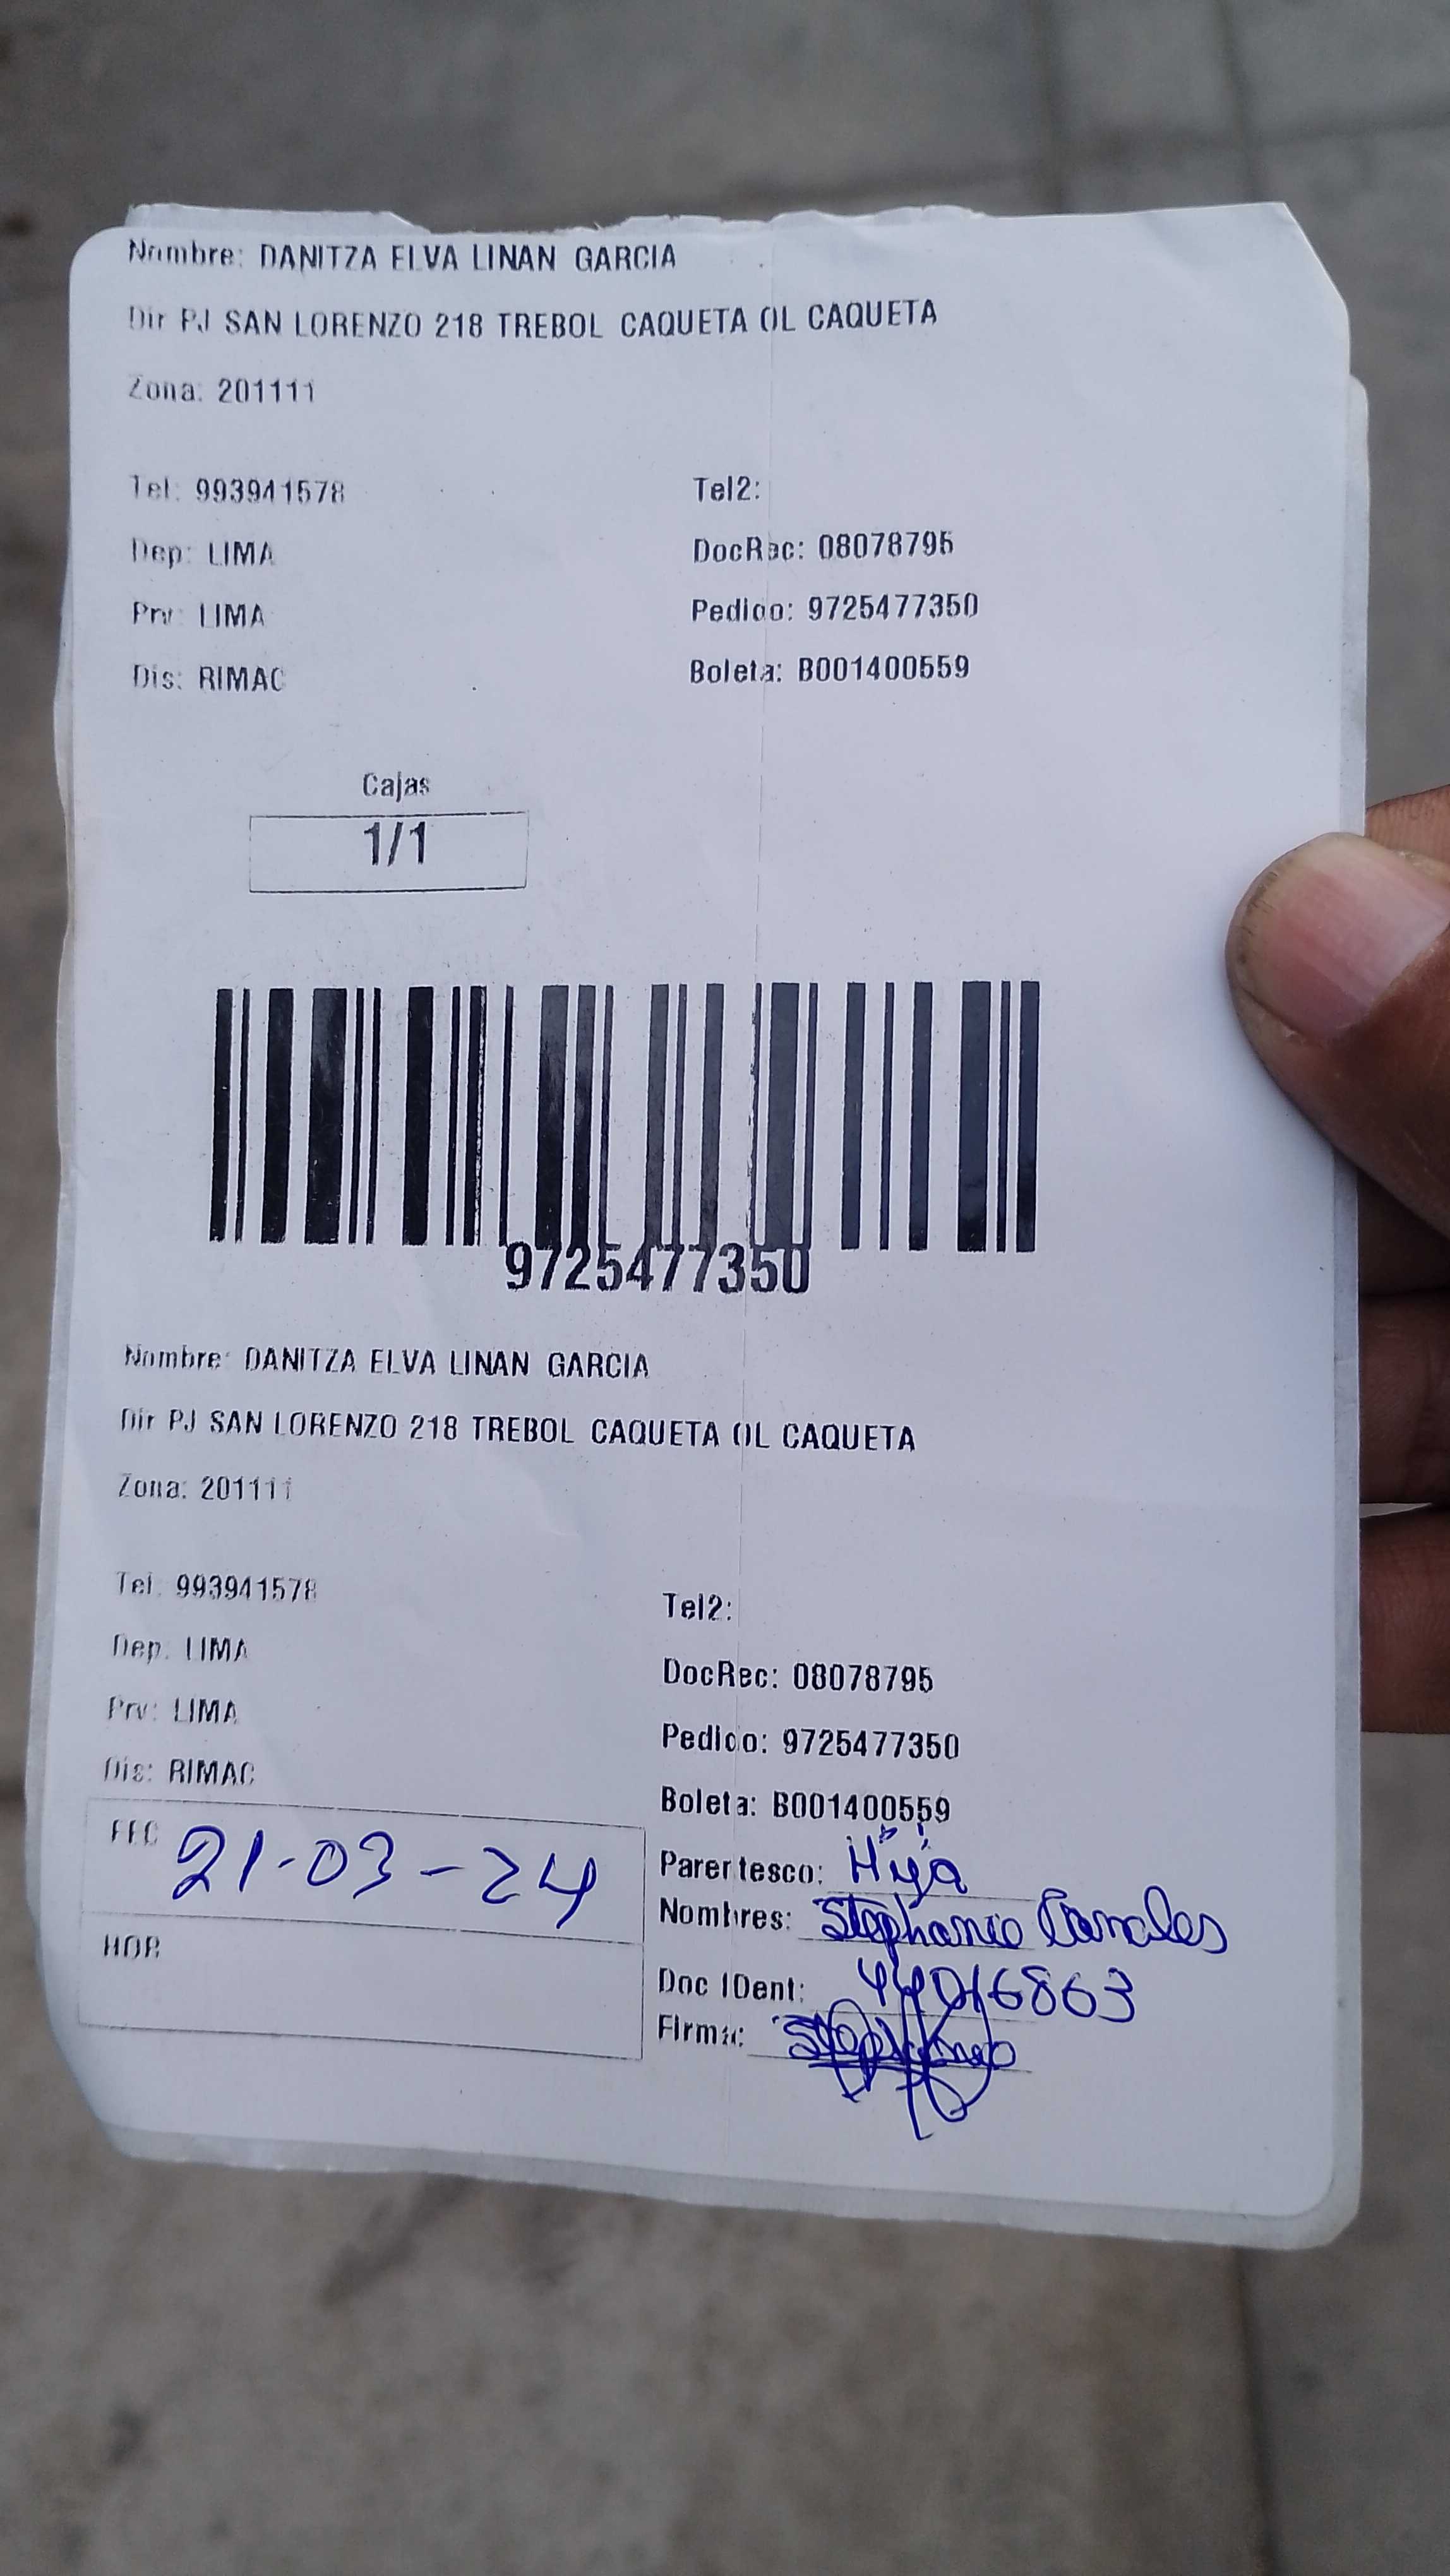 Nombre: DANITZA ELVA LINAN GARCIA
Dir PJ SAN LORENZO 218 TREBOL CAQUETA OL CAQUETA
Zona: 201111
Tel: 993941578 Tel2:
Dep: LIMA DocRec: 08078795
Prv: LIMA Pedido: 9725477350
Dis: RIMAC Boleta: B001400559
Cajas
1/1
9725477350
Nombre: DANITZA ELVA LINAN GARCIA
Dir PJ SAN LORENZO 218 TREBOL CAQUETA OL CAQUETA
Zona: 201111
Tel: 993941578 Tel2:
Dep: LIMA DocRec: 08078795
Prv: LIMA Pedido: 9725477350
Dis: RIMAC Boleta: B001400559
FEC 21-03-24 Parentesco: Hija
Nombres: Stephanie Canales
HOR Doc IDent: 44016863
Firma: